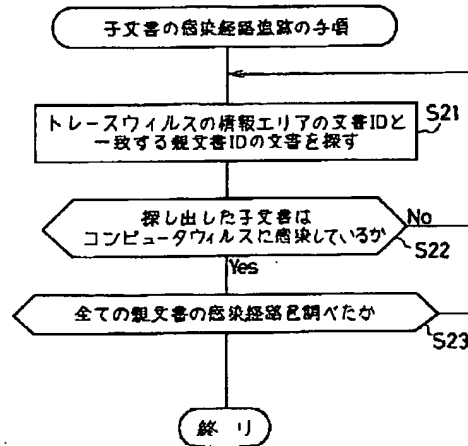 子文書の感染経路追跡の手順
トレースウィルスの情報エリアの文書IDと
一致する親文書IDの文書を探す
S21
探し出した子文書は
コンピュータウィルスに感染しているか
No
S22
Yes
全ての親文書の感染経路を調べたか
S23
終 リ